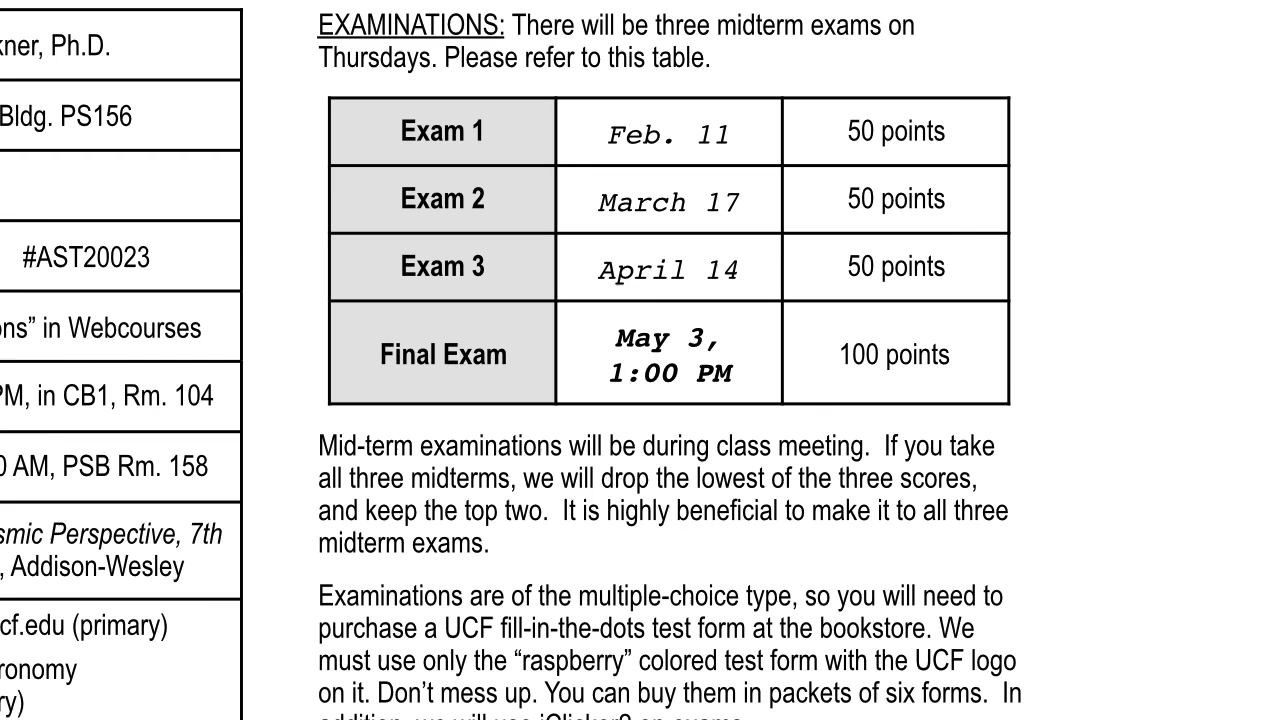 kner, Ph.D.
Bldg. PS156
#AST20023
ons” in Webcourses
PM, in CB1, Rm. 104
0 AM, PSB Rm. 158
smic Perspective, 7th
, Addison-Wesley
cf.edu (primary)
ronomy
ry)
EXAMINATIONS: There will be three midterm exams on
Thursdays. Please refer to this table.
Exam 1 Feb. 11 50 points
Exam 2 March 17 50 points
Exam 3 April 14 50 points
Final Exam May 3, 1:00 PM 100 points
Mid-term examinations will be during class meeting.  If you take
all three midterms, we will drop the lowest of the three scores,
and keep the top two.  It is highly beneficial to make it to all three
midterm exams.
Examinations are of the multiple-choice type, so you will need to
purchase a UCF fill-in-the-dots test form at the bookstore. We
must use only the “raspberry” colored test form with the UCF logo
on it. Don’t mess up. You can buy them in packets of six forms.  In
addition, we will use iClicker2 on exams.